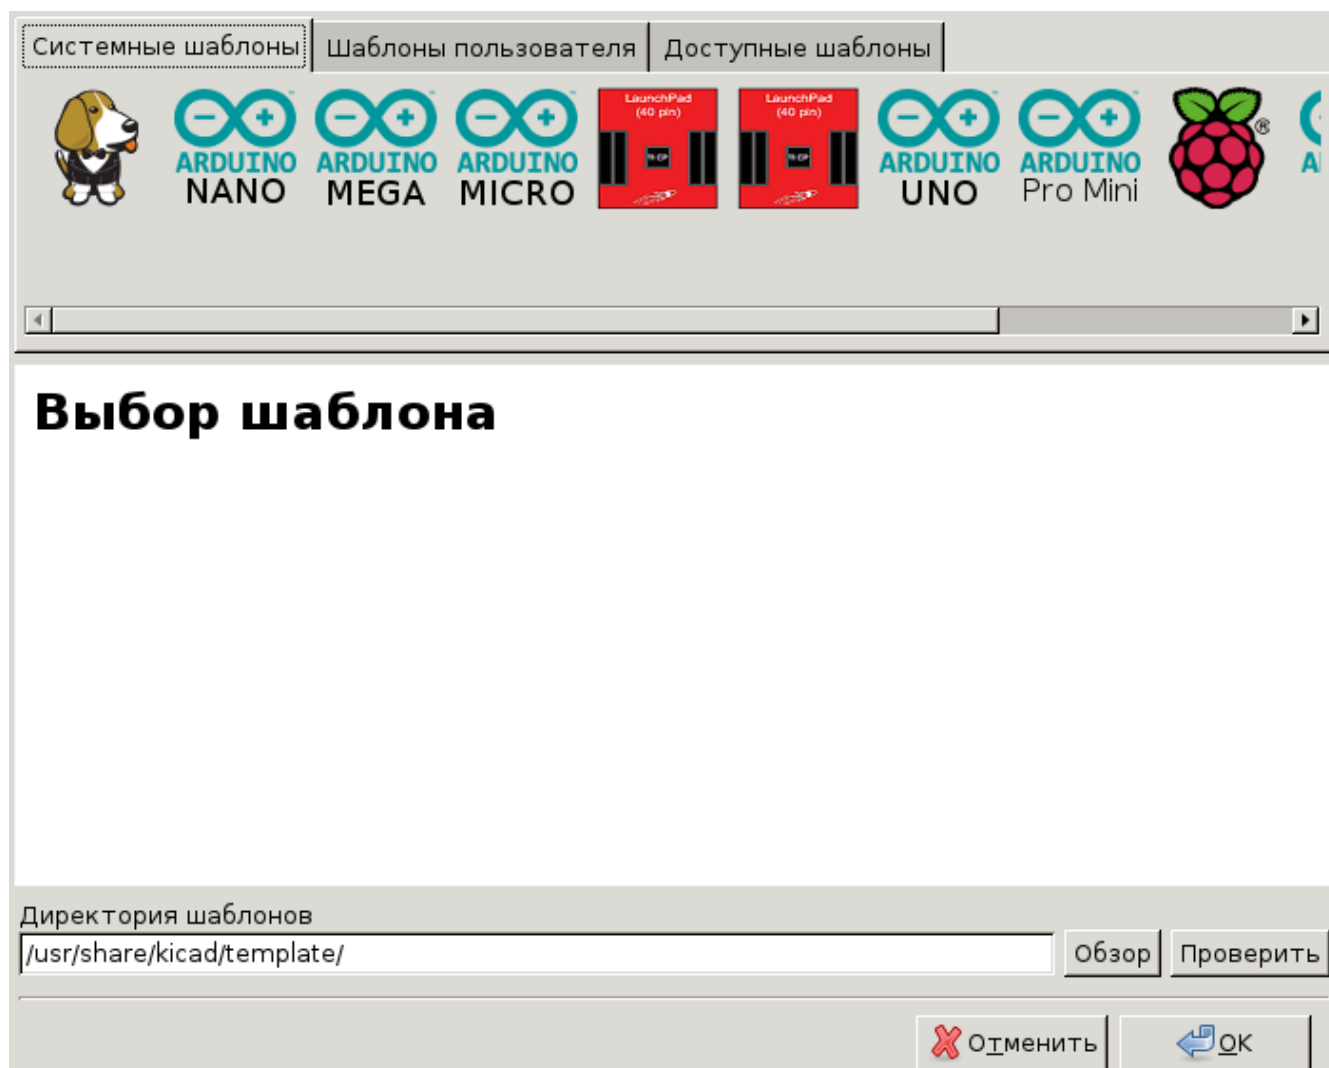 Системные шаблоны Шаблоны пользователя Доступные шаблоны
LaunchPad LaunchPad
(40 pin) (40 pin)
ARDUINO ARDUINO ARDUINO ARDUINO ARDUINO ® A
NANO MEGA MICRO UNO Pro Mini
Выбор шаблона
Директория шаблонов
/usr/share/kicad/template/ Обзор Проверить
Отменить OK